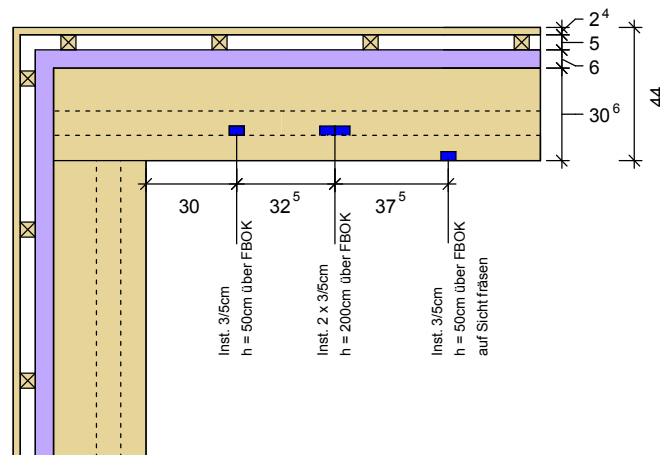 2⁴
5
6
30⁶
44
30
32⁵
37⁵
Inst. 3/5cm
h = 50cm über FBOK
Inst. 2 x 3/5cm
h = 200cm über FBOK
Inst. 3/5cm
h = 50cm über FBOK
auf Sicht fräsen